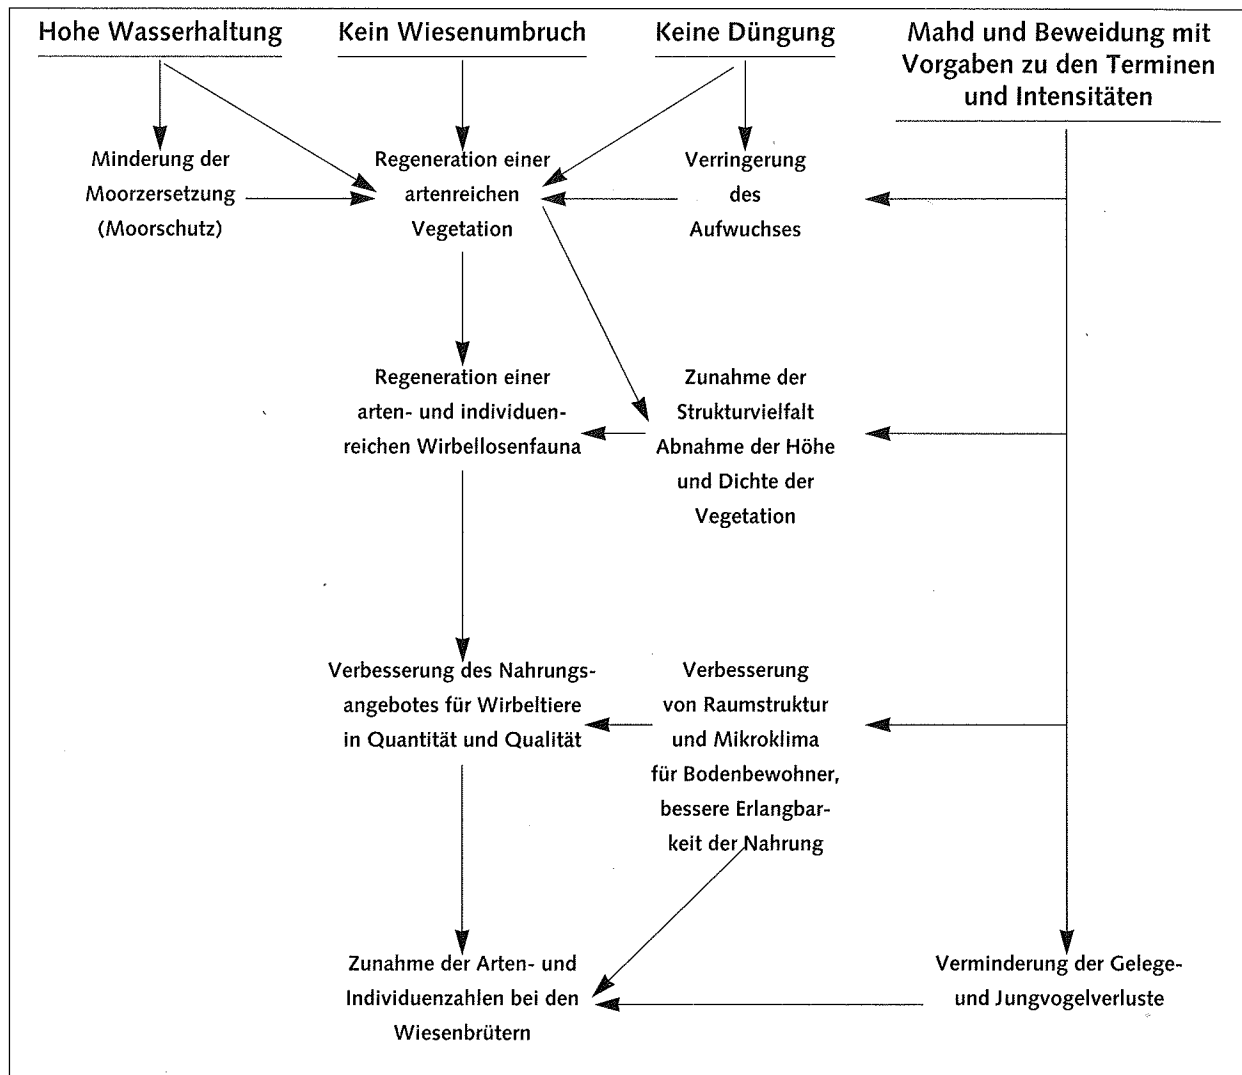 Hohe Wasserhaltung
Kein Wiesenumbruch
Keine Düngung
Mahd und Beweidung mit
Vorgaben zu den Terminen
und Intensitäten
Minderung der
Moorzersetzung
(Moorschutz)
Regeneration einer
artenreichen
Vegetation
Verringerung
des
Aufwuchses
Regeneration einer
arten- und individuen-
reichen Wirbellosenfauna
Zunahme der
Strukturvielfalt
Abnahme der Höhe
und Dichte der
Vegetation
Verbesserung des Nahrungs-
angebotes für Wirbeltiere
in Quantität und Qualität
Verbesserung
von Raumstruktur
und Mikroklima
für Bodenbewohner,
bessere Erlangbar-
keit der Nahrung
Zunahme der Arten- und
Individuenzahlen bei den
Wiesenbrütern
Verminderung der Gelege-
und Jungvogelverluste